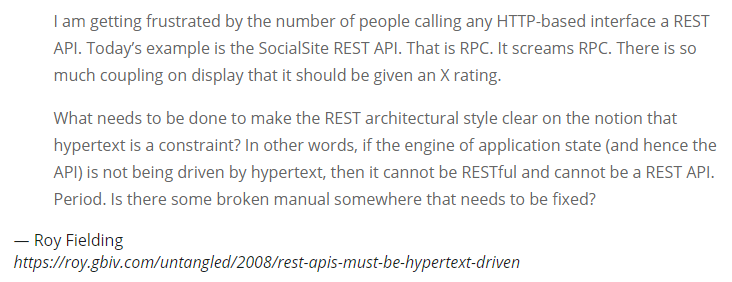 I am getting frustrated by the number of people calling any HTTP-based interface a REST
API. Today’s example is the SocialSite REST API. That is RPC. It screams RPC. There is so
much coupling on display that it should be given an X rating.
What needs to be done to make the REST architectural style clear on the notion that
hypertext is a constraint? In other words, if the engine of application state (and hence the
API) is not being driven by hypertext, then it cannot be RESTful and cannot be a REST API.
Period. Is there some broken manual somewhere that needs to be fixed?
— Roy Fielding
https://roy.gbiv.com/untangled/2008/rest-apis-must-be-hypertext-driven